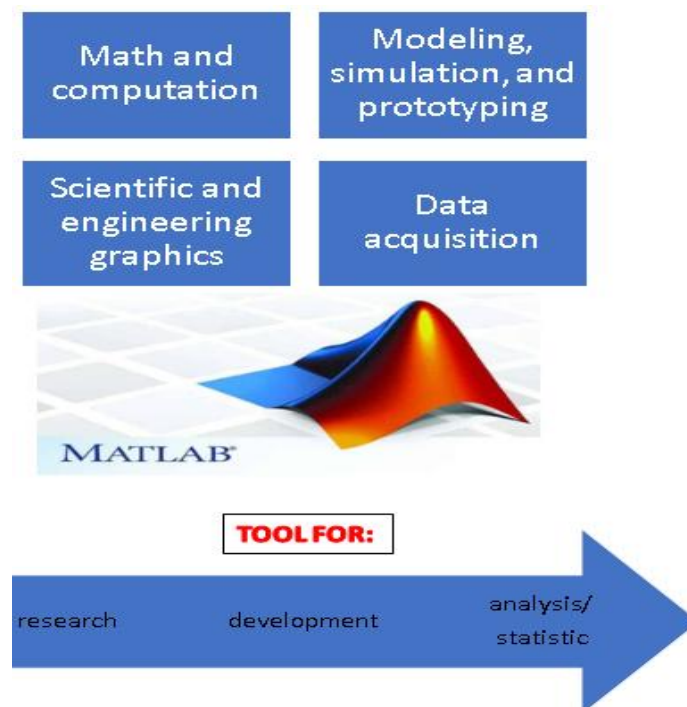 Math and
computation
Modeling,
simulation, and
prototyping
Scientific and
engineering
graphics
Data
acquisition
MATLAB®
TOOL FOR:
research
development
analysis/
statistic